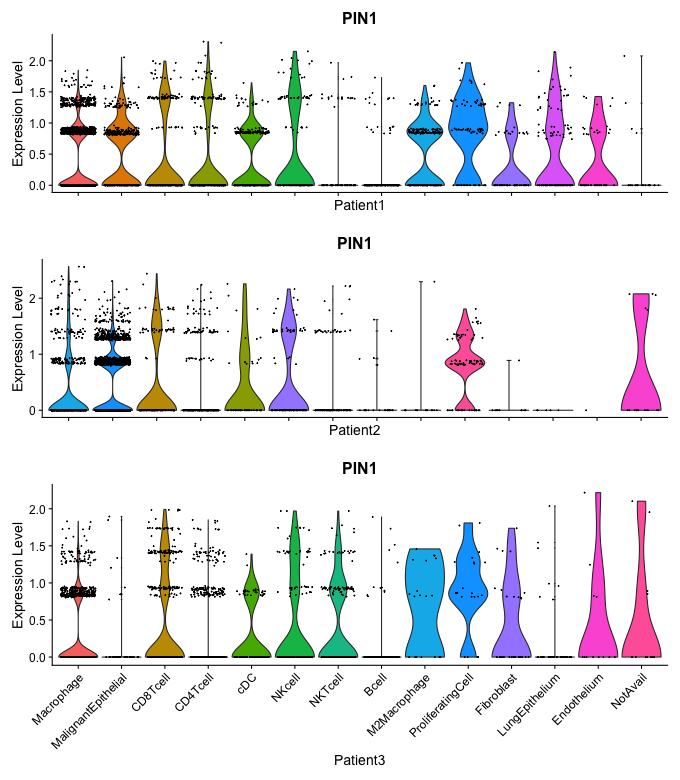 PIN1
Expression Level
2.0
1.5
1.0
0.5
0.0
Patient1
PIN1
Expression Level
2
1
0
Patient2
PIN1
Expression Level
2.0
1.5
1.0
0.5
0.0
Macrophage
MalignantEpithelial
CD8Tcell
CD4Tcell
cDC
NKcell
NKTcell
Bcell
M2Macrophage
ProliferatingCell
Fibroblast
LungEpithelium
Endothelium
NotAvail
Patient3